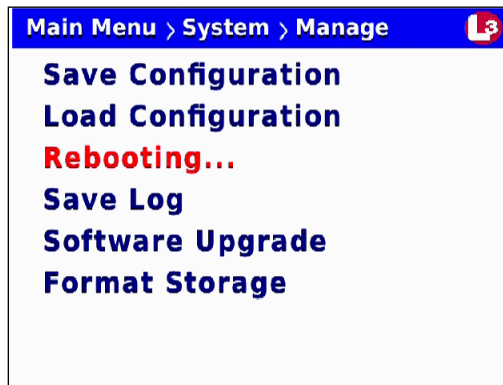 Main Menu > System > Manage
L3
Save Configuration
Load Configuration
Rebooting...
Save Log
Software Upgrade
Format Storage